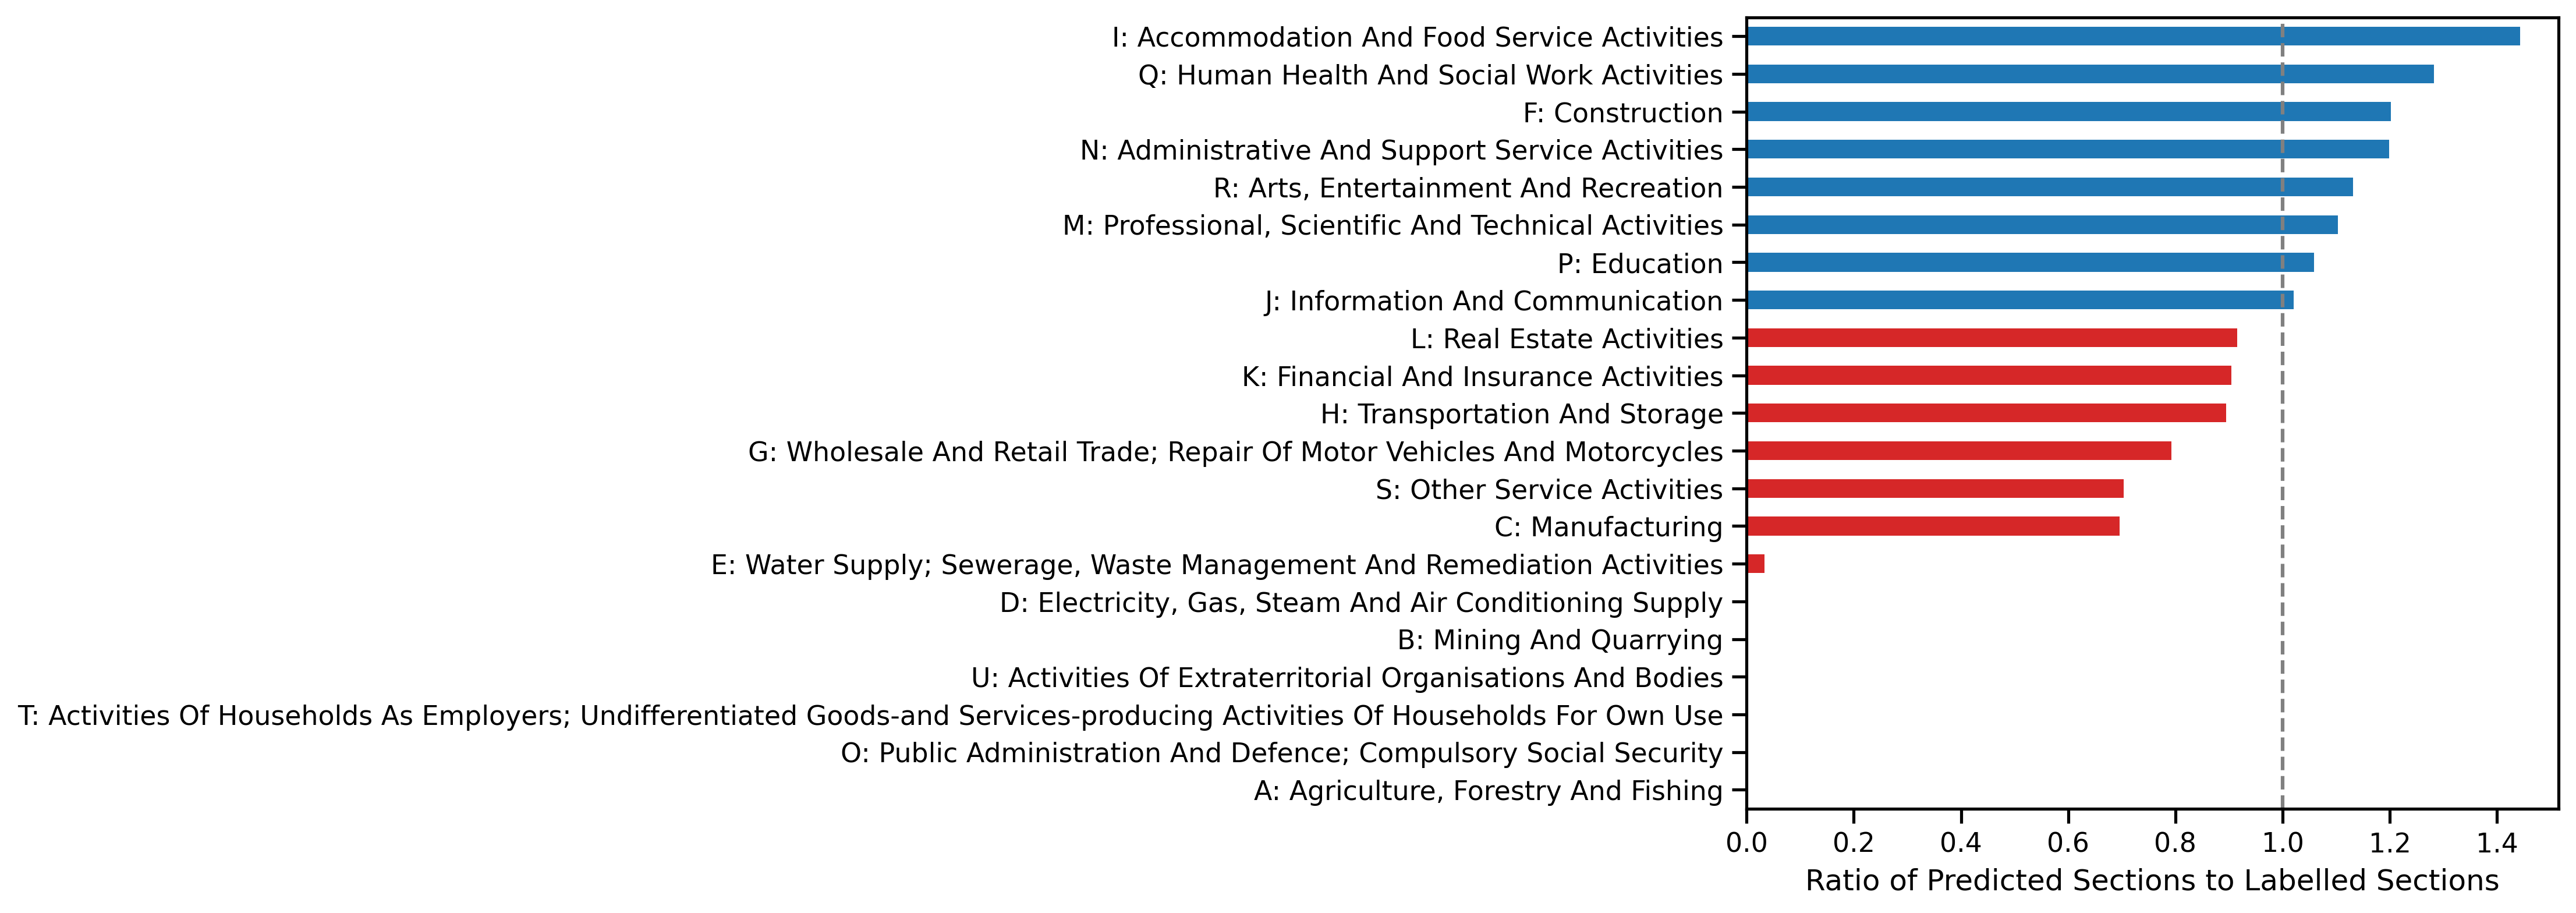 I: Accommodation And Food Service Activities
Q: Human Health And Social Work Activities
F: Construction
N: Administrative And Support Service Activities
R: Arts, Entertainment And Recreation
M: Professional, Scientific And Technical Activities
P: Education
J: Information And Communication
L: Real Estate Activities
K: Financial And Insurance Activities
H: Transportation And Storage
G: Wholesale And Retail Trade; Repair Of Motor Vehicles And Motorcycles
S: Other Service Activities
C: Manufacturing
E: Water Supply; Sewerage, Waste Management And Remediation Activities
D: Electricity, Gas, Steam And Air Conditioning Supply
B: Mining And Quarrying
U: Activities Of Extraterritorial Organisations And Bodies
T: Activities Of Households As Employers; Undifferentiated Goods-and Services-producing Activities Of Households For Own Use
O: Public Administration And Defence; Compulsory Social Security
A: Agriculture, Forestry And Fishing
0.0 0.2 0.4 0.6 0.8 1.0 1.2 1.4
Ratio of Predicted Sections to Labelled Sections